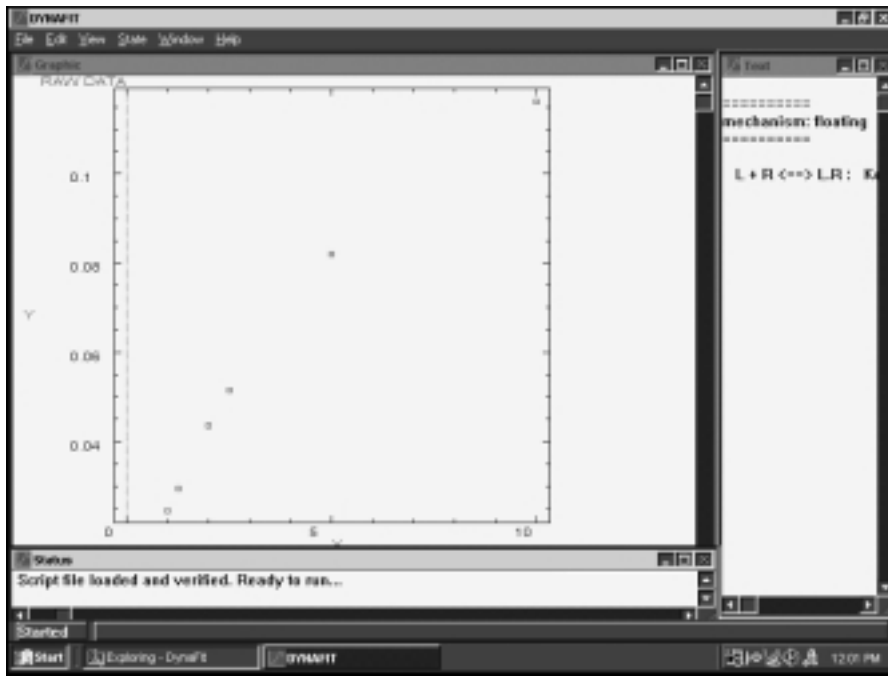 DYNAFIT
File Edit View State Window Help
Graphic
RAW DATA
0.1
0.08
0.06
0.04
Y
0 5 10
X
Text
==========
mechanism: floating
==========
L + R <==> L.R :
Status
Script file loaded and verified. Ready to run...
Started
Start
Exploring - DynaFit
DYNAFIT
12:01 PM